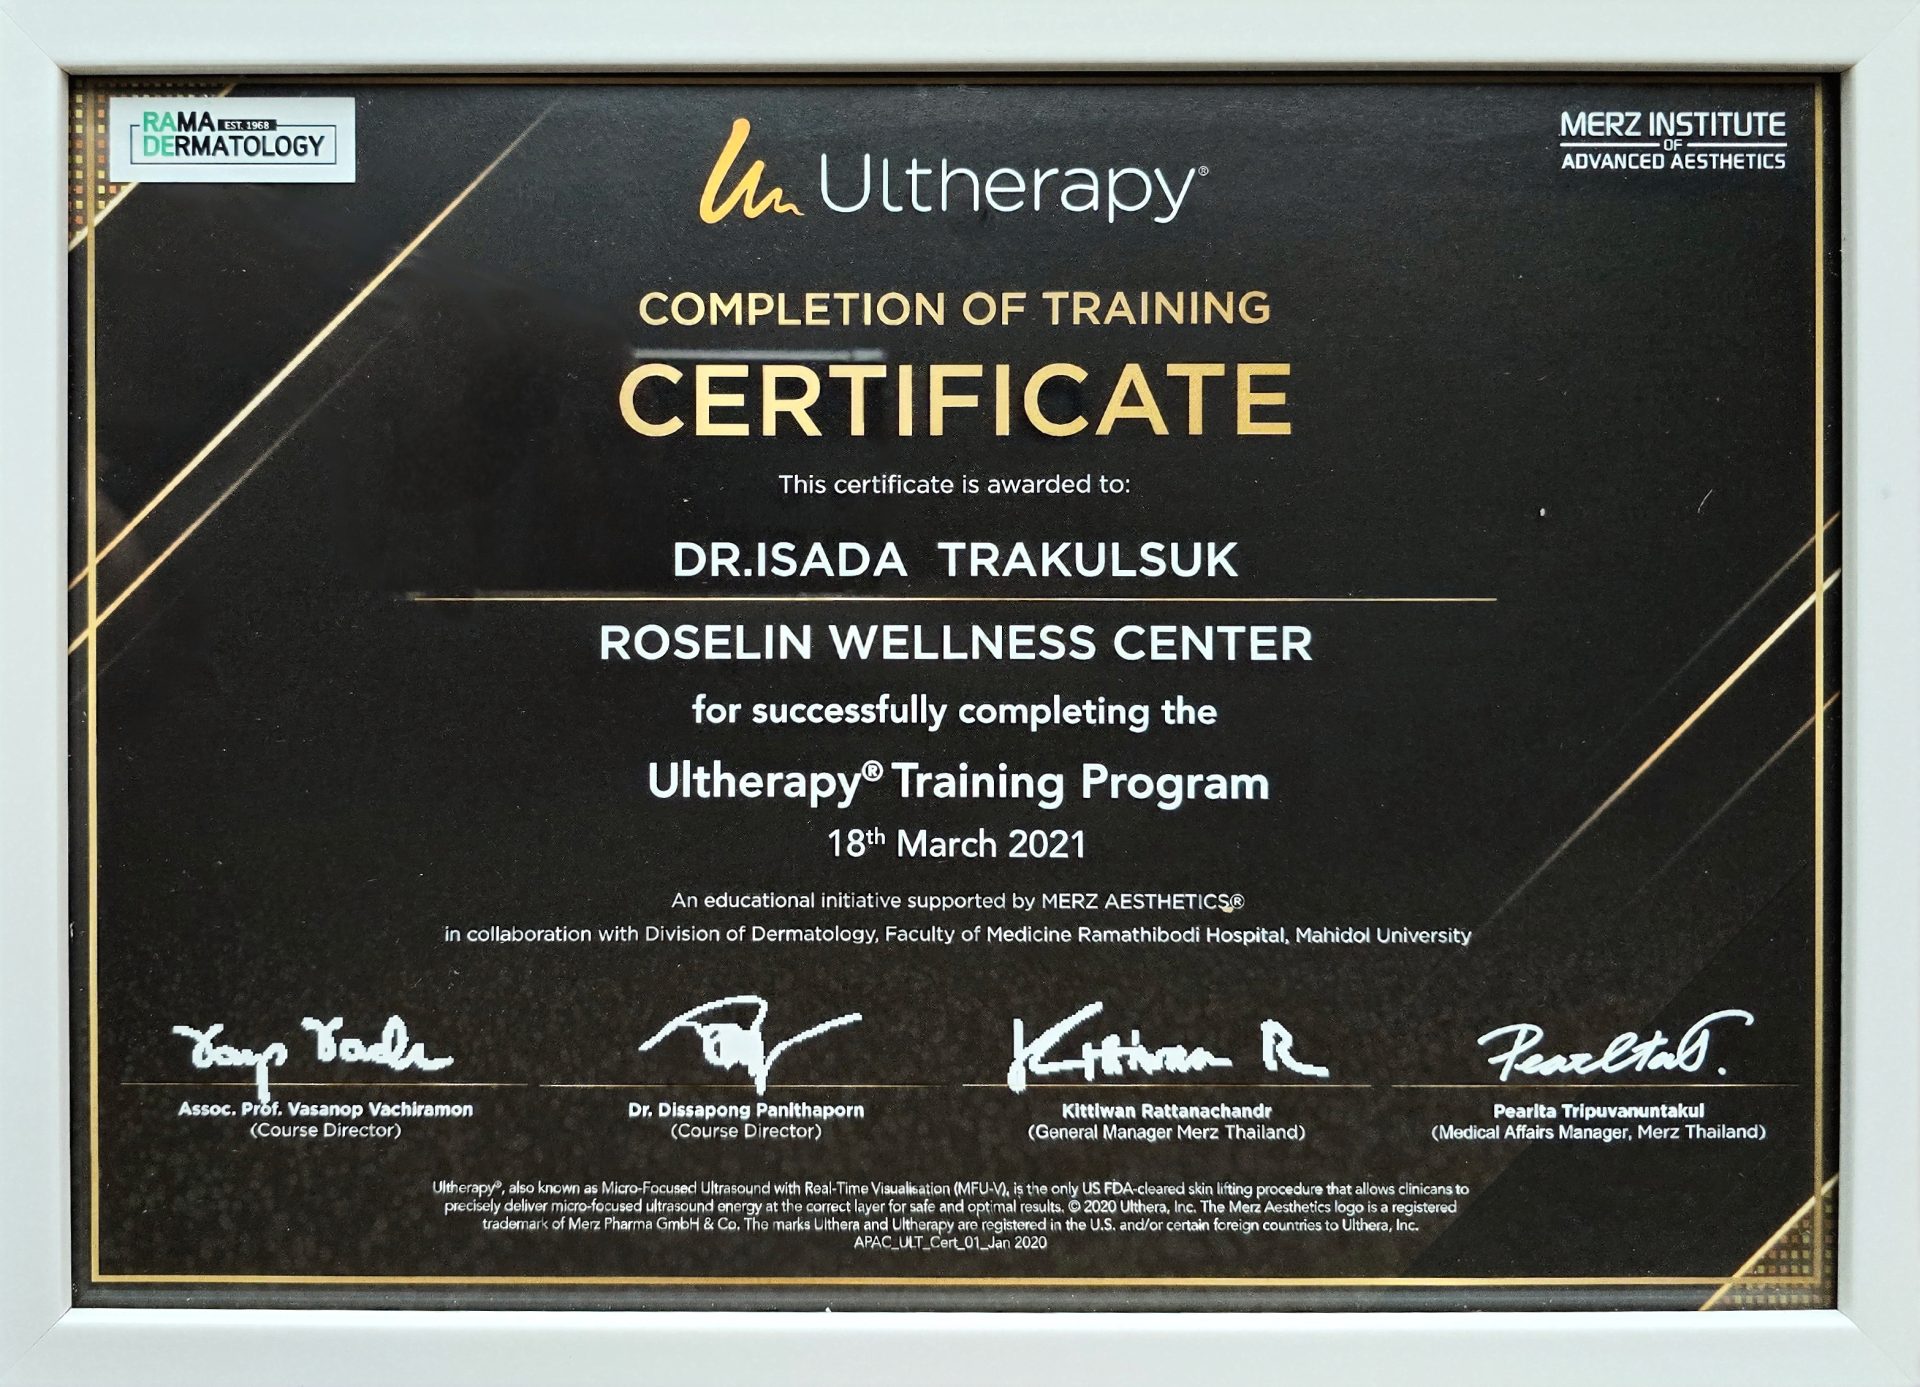 RAMA EST. 1968
DERMATOLOGY
MERZ INSTITUTE
OF
ADVANCED AESTHETICS
Ultherapy®
COMPLETION OF TRAINING
CERTIFICATE
This certificate is awarded to:
DR.ISADA TRAKULSUK
ROSELIN WELLNESS CENTER
for successfully completing the
Ultherapy® Training Program
18th March 2021
An educational initiative supported by MERZ AESTHETICS®
in collaboration with Division of Dermatology, Faculty of Medicine Ramathibodi Hospital, Mahidol University
Kittiwan R
Assoc. Prof. Vasanop Vachiramon
(Course Director)
Dr. Dissapong Panithaporn
(Course Director)
Kittiwan Rattanachandr
(General Manager Merz Thailand)
Pearlta Tripuvanuntakul
(Medical Affairs Manager, Merz Thailand)
Ultherapy®, also known as Micro-Focused Ultrasound with Real-Time Visualisation (MFU-V), is the only US FDA-cleared skin lifting procedure that allows clinicans to
precisely deliver micro-focused ultrasound energy at the correct layer for safe and optimal results. © 2020 Ulthera, Inc. The Merz Aesthetics logo is a registered
trademark of Merz Pharma GmbH & Co. The marks Ulthera and Ultherapy are registered in the U.S. and/or certain foreign countries to Ulthera, Inc.
APAC_ULT_Cert_01_Jan 2020